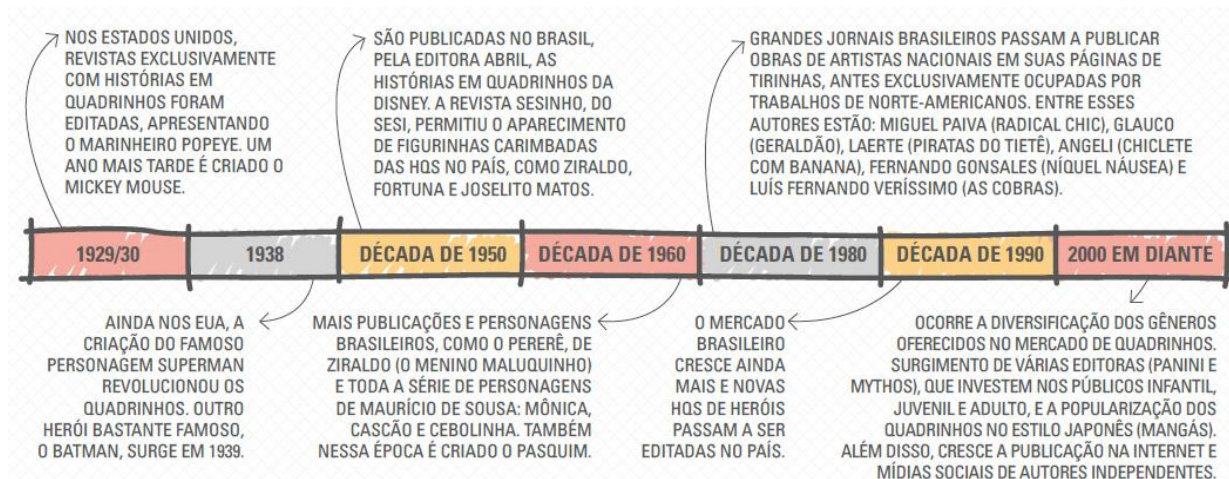 NOS ESTADOS UNIDOS,
REVISTAS EXCLUSIVAMENTE
COM HISTÓRIAS EM
QUADRINHOS FORAM
EDITADAS, APRESENTANDO
O MARINHEIRO POPEYE. UM
ANO MAIS TARDE É CRIADO O
MICKEY MOUSE.
SÃO PUBLICADAS NO BRASIL,
PELA EDITORA ABRIL, AS
HISTÓRIAS EM QUADRINHOS DA
DISNEY. A REVISTA SESINHO, DO
SESI, PERMITIU O APARECIMENTO
DE FIGURINHAS CARIMBADAS
DAS HQS NO PAÍS, COMO ZIRALDO,
FORTUNA E JOSELITO MATOS.
GRANDES JORNAIS BRASILEIROS PASSAM A PUBLICAR
OBRAS DE ARTISTAS NACIONAIS EM SUAS PÁGINAS DE
TIRINHAS, ANTES EXCLUSIVAMENTE OCUPADAS POR
TRABALHOS DE NORTE-AMERICANOS. ENTRE ESSES
AUTORES ESTÃO: MIGUEL PAIVA (RADICAL CHIC), GLAUCO
(GERALDÃO), LAERTE (PIRATAS DO TIETÊ), ANGELI (CHICLETE
COM BANANA), FERNANDO GONSALES (NÍQUEL NÁUSEA) E
LUÍS FERNANDO VERÍSSIMO (AS COBRAS).
1929/30
1938
DÉCADA DE 1950
DÉCADA DE 1960
DÉCADA DE 1980
DÉCADA DE 1990
2000 EM DIANTE
AINDA NOS EUA, A
CRIAÇÃO DO FAMOSO
PERSONAGEM SUPERMAN
REVOLUCIONOU OS
QUADRINHOS. OUTRO
HERÓI BASTANTE FAMOSO,
O BATMAN, SURGE EM 1939.
MAIS PUBLICAÇÕES E PERSONAGENS
BRASILEIROS, COMO O PERERÊ, DE
ZIRALDO (O MENINO MALUQUINHO)
E TODA A SÉRIE DE PERSONAGENS
DE MAURÍCIO DE SOUSA: MÔNICA,
CASCÃO E CEBOLINHA. TAMBÉM
NESSA ÉPOCA É CRIADO O PASQUIM.
O MERCADO
BRASILEIRO
CRESCE AINDA
MAIS E NOVAS
HQS DE HERÓIS
PASSAM A SER
EDITADAS NO PAÍS.
OCORRE A DIVERSIFICAÇÃO DOS GÊNEROS
OFERECIDOS NO MERCADO DE QUADRINHOS.
SURGIMENTO DE VÁRIAS EDITORAS (PANINI E
MYTHOS), QUE INVESTEM NOS PÚBLICOS INFANTIL,
JUVENIL E ADULTO, E A POPULARIZAÇÃO DOS
QUADRINHOS NO ESTILO JAPONÊS (MANGÁS).
ALÉM DISSO, CRESCE A PUBLICAÇÃO NA INTERNET E
MÍDIAS SOCIAIS DE AUTORES INDEPENDENTES.